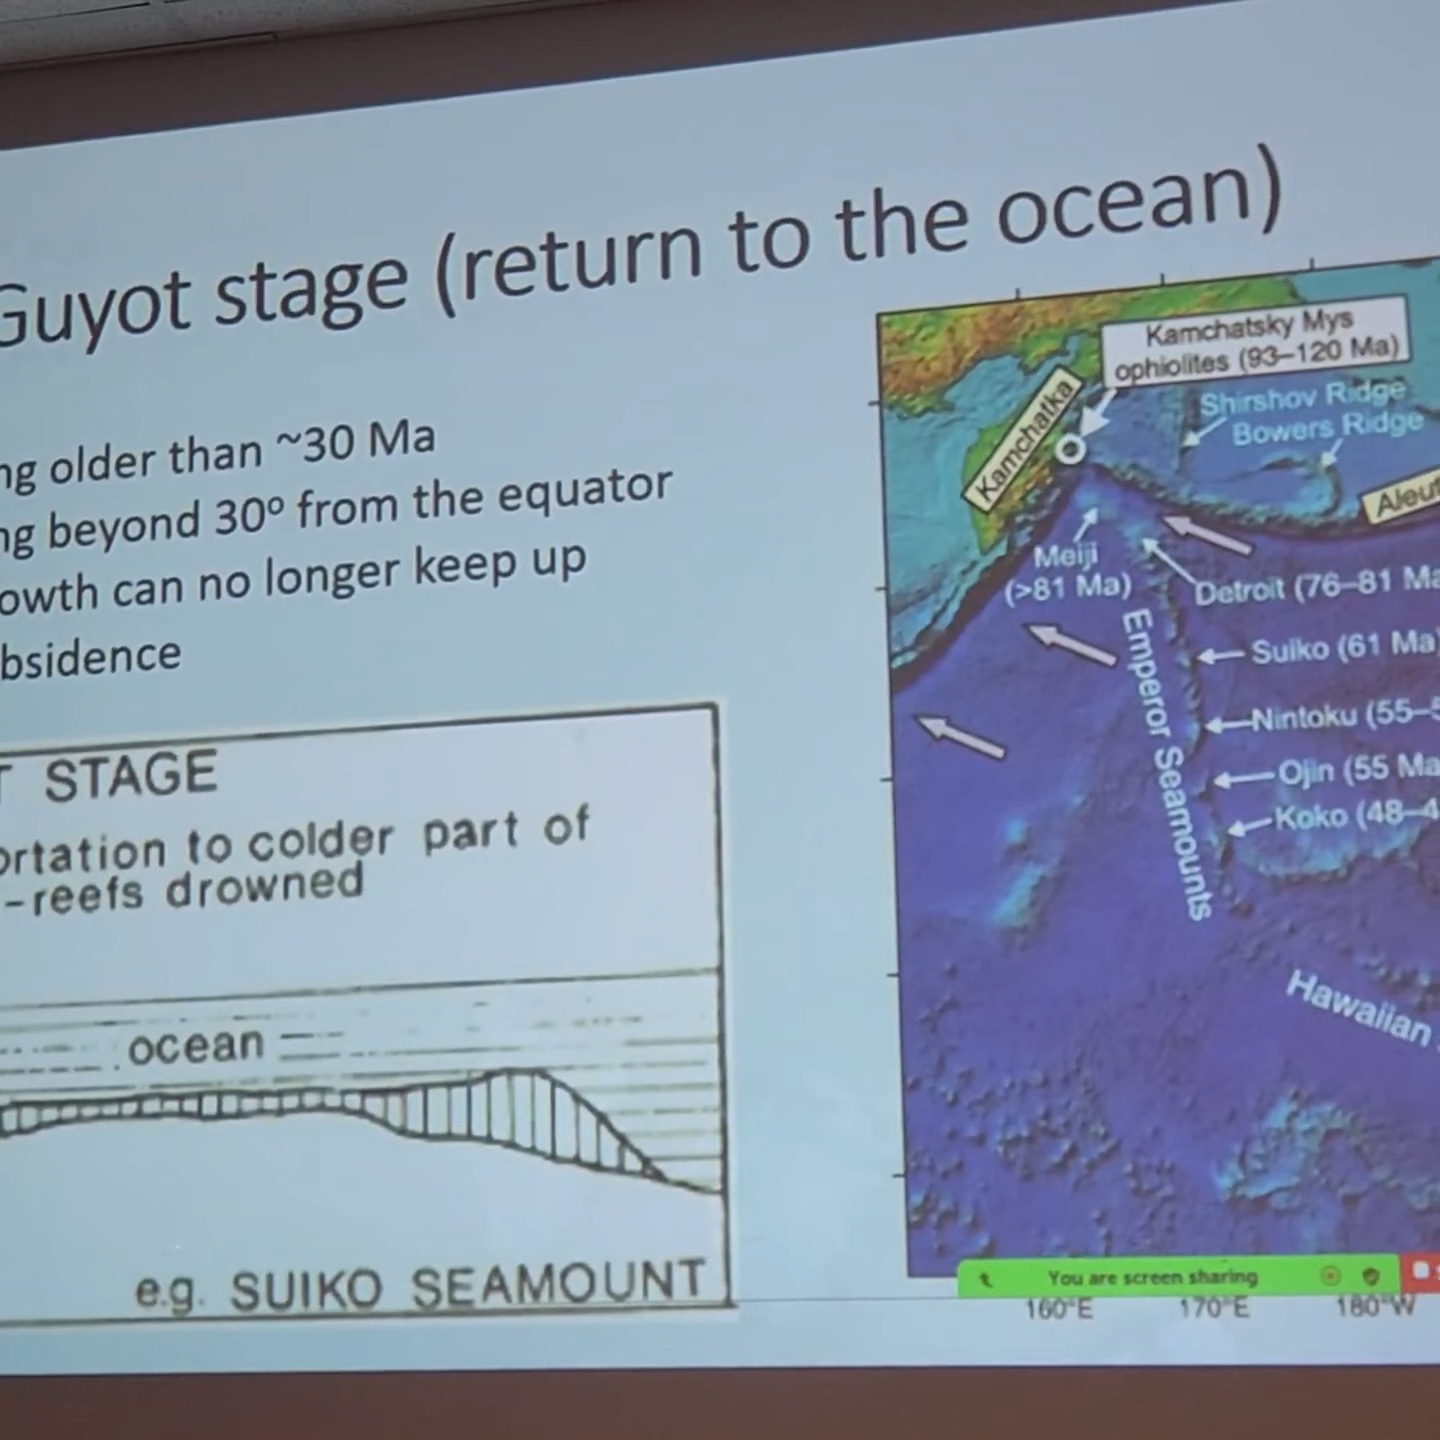 Guyot stage (return to the ocean)
ng older than ~30 Ma
ng beyond 30° from the equator
owth can no longer keep up
bsidence
T STAGE
ortation to colder part of
-reefs drowned
ocean
e.g. SUIKO SEAMOUNT
Kamchatsky Mys
ophiolites (93–120 Ma)
Kamchatka
Shirshov Ridge
Bowers Ridge
Aleut
Meiji
(>81 Ma)
Detroit (76–81 Ma
Emperor Seamounts
Suiko (61 Ma)
Nintoku (55–5
Ojin (55 Ma
Koko (48–4
Hawaiian
You are screen sharing
160°E 170°E 180°W